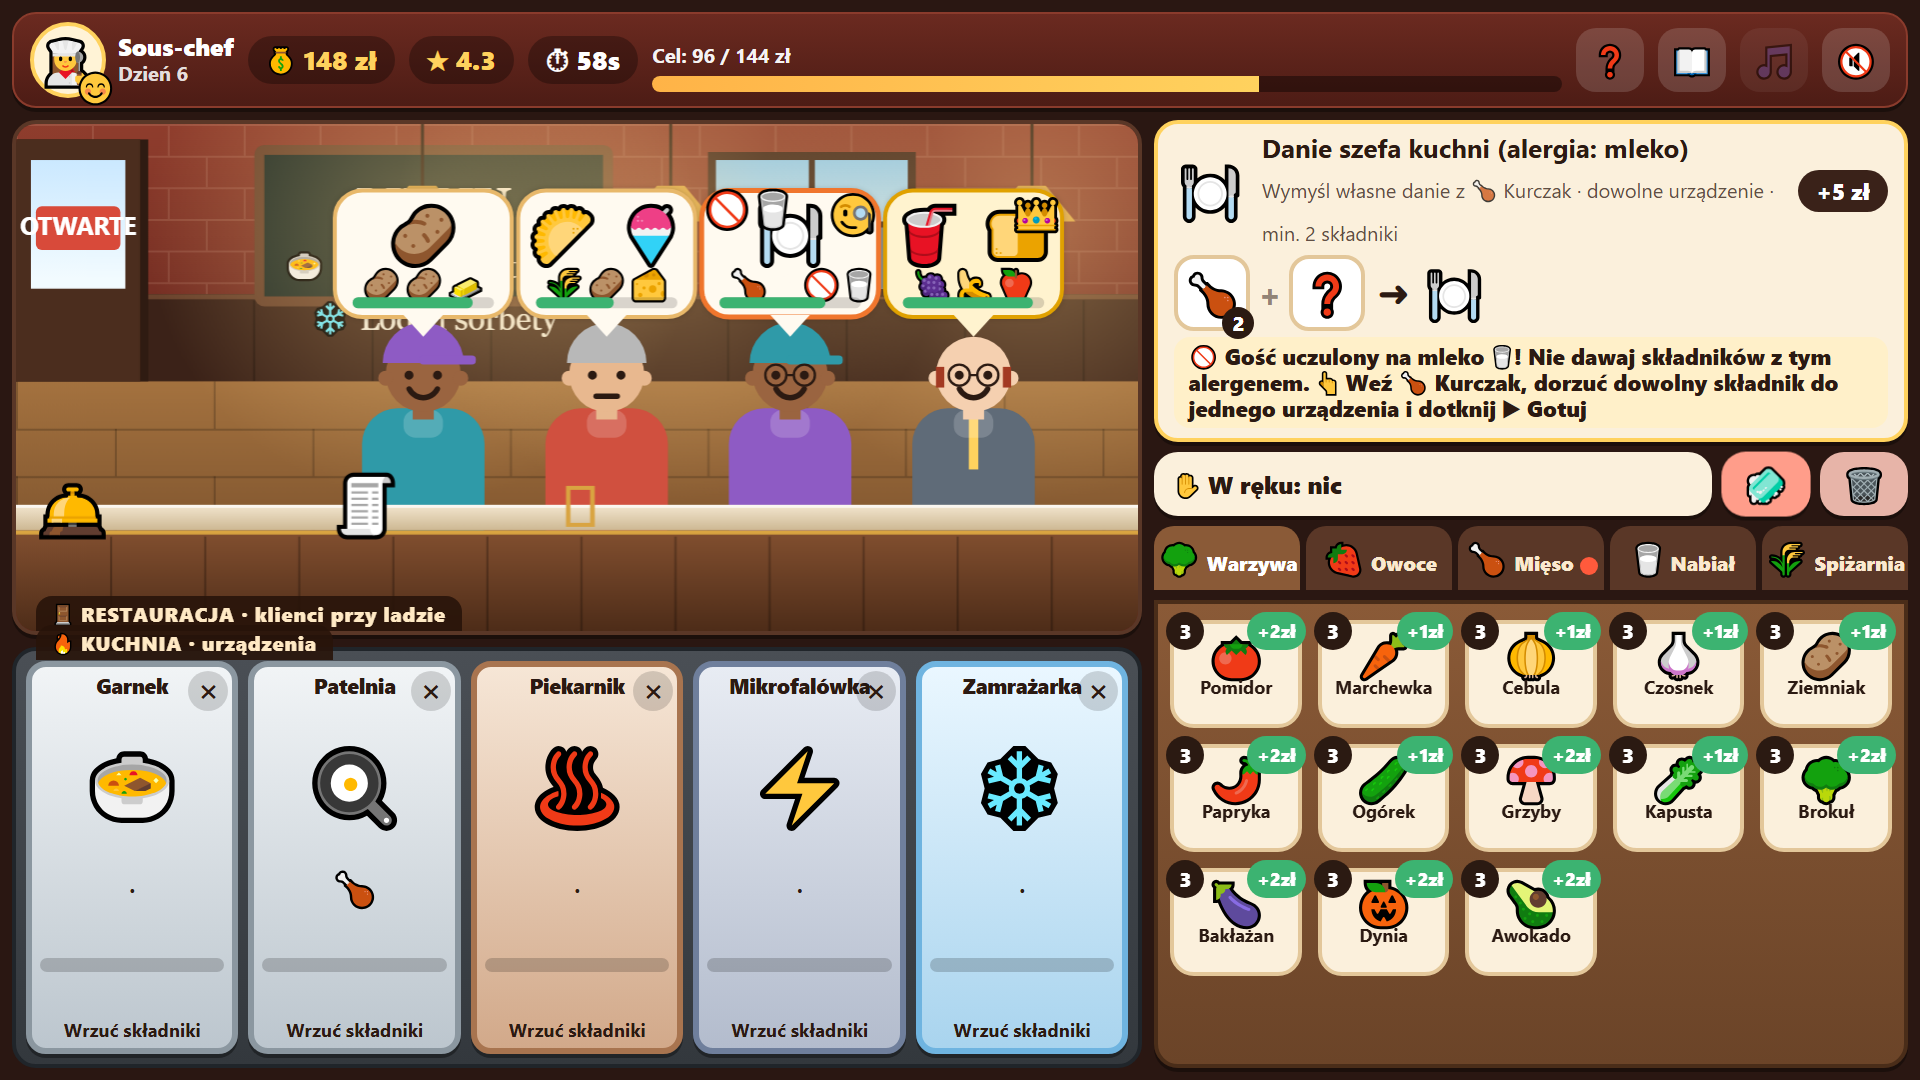 Sous-chef
Dzień 6
148 zł
4.3
58s
Cel: 96 / 144 zł
OTWARTE
RESTAURACJA · klienci przy ladzie
KUCHNIA · urządzenia
Danie szefa kuchni (alergia: mleko)
Wymyśl własne danie z Kurczak · dowolne urządzenie ·
min. 2 składniki
+5 zł
+
2
Gość uczulony na mleko ! Nie dawaj składników z tym
alergenem. Weź Kurczak, dorzuć dowolny składnik do
jednego urządzenia i dotknij ▶ Gotuj
W ręku: nic
Warzywa
Owoce
Mięso
Nabiał
Spiżarnia
3 +2zł Pomidor
3 +1zł Marchewka
3 +1zł Cebula
3 +1zł Czosnek
3 +1zł Ziemniak
3 +2zł Papryka
3 +1zł Ogórek
3 +2zł Grzyby
3 +1zł Kapusta
3 +2zł Brokuł
3 +2zł Bakłażan
3 +2zł Dynia
3 +2zł Awokado
Garnek
Patelnia
Piekarnik
Mikrofalówka
Zamrażarka
Wrzuć składniki
Wrzuć składniki
Wrzuć składniki
Wrzuć składniki
Wrzuć składniki